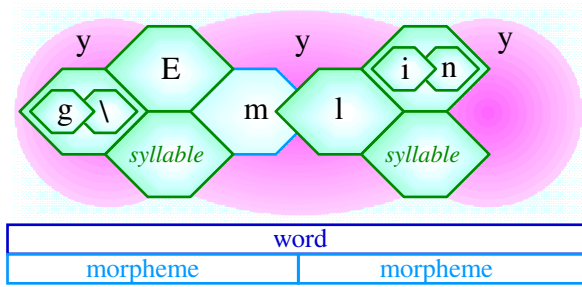 y y y
E i n
g \ m l
syllable syllable
word
morpheme morpheme